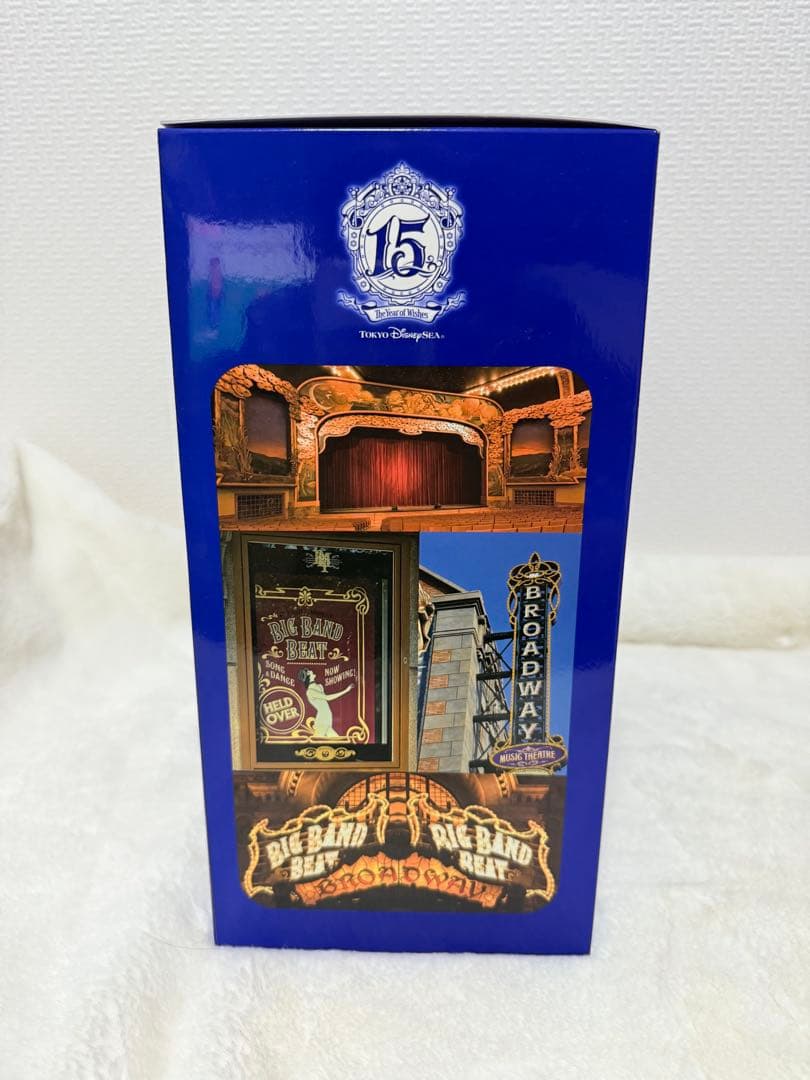 15th
The Year of Wishes
TOKYO DISNEYSEA®
BIG BAND
BEAT
SONG
& DANCE
NOW
SHOWING!
HELD
OVER
BROADWAY
MUSIC THEATRE
BIG BAND
BEAT
BIG BAND
BEAT
BROADWAY